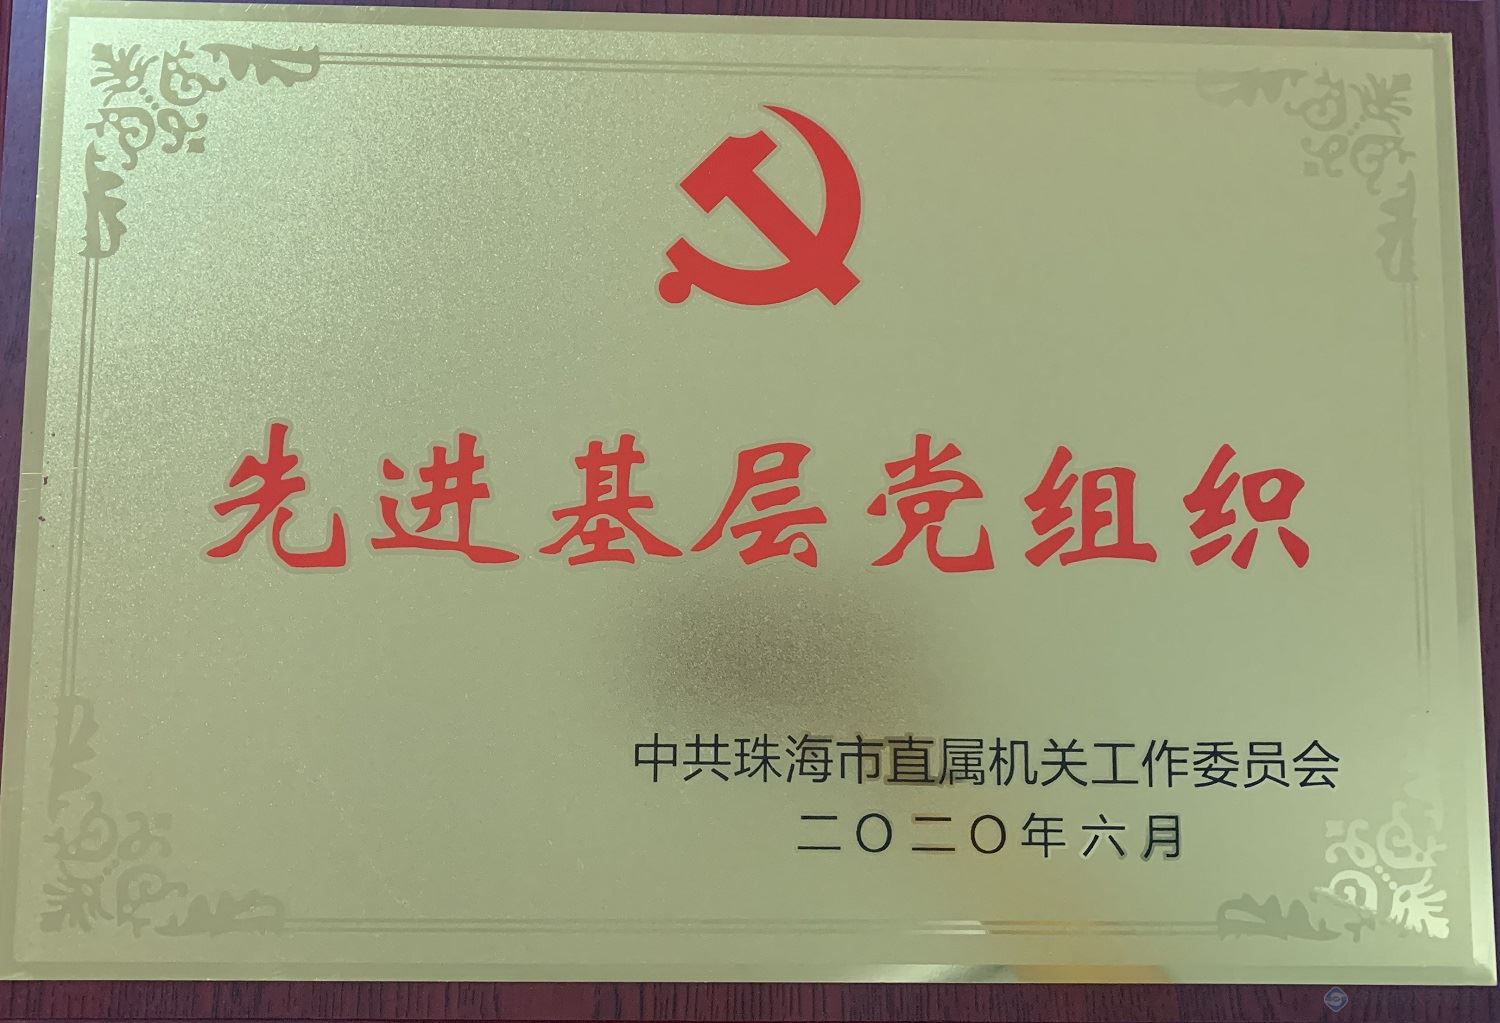 先进基层党组织
中共珠海市直属机关工作委员会
二〇二〇年六月